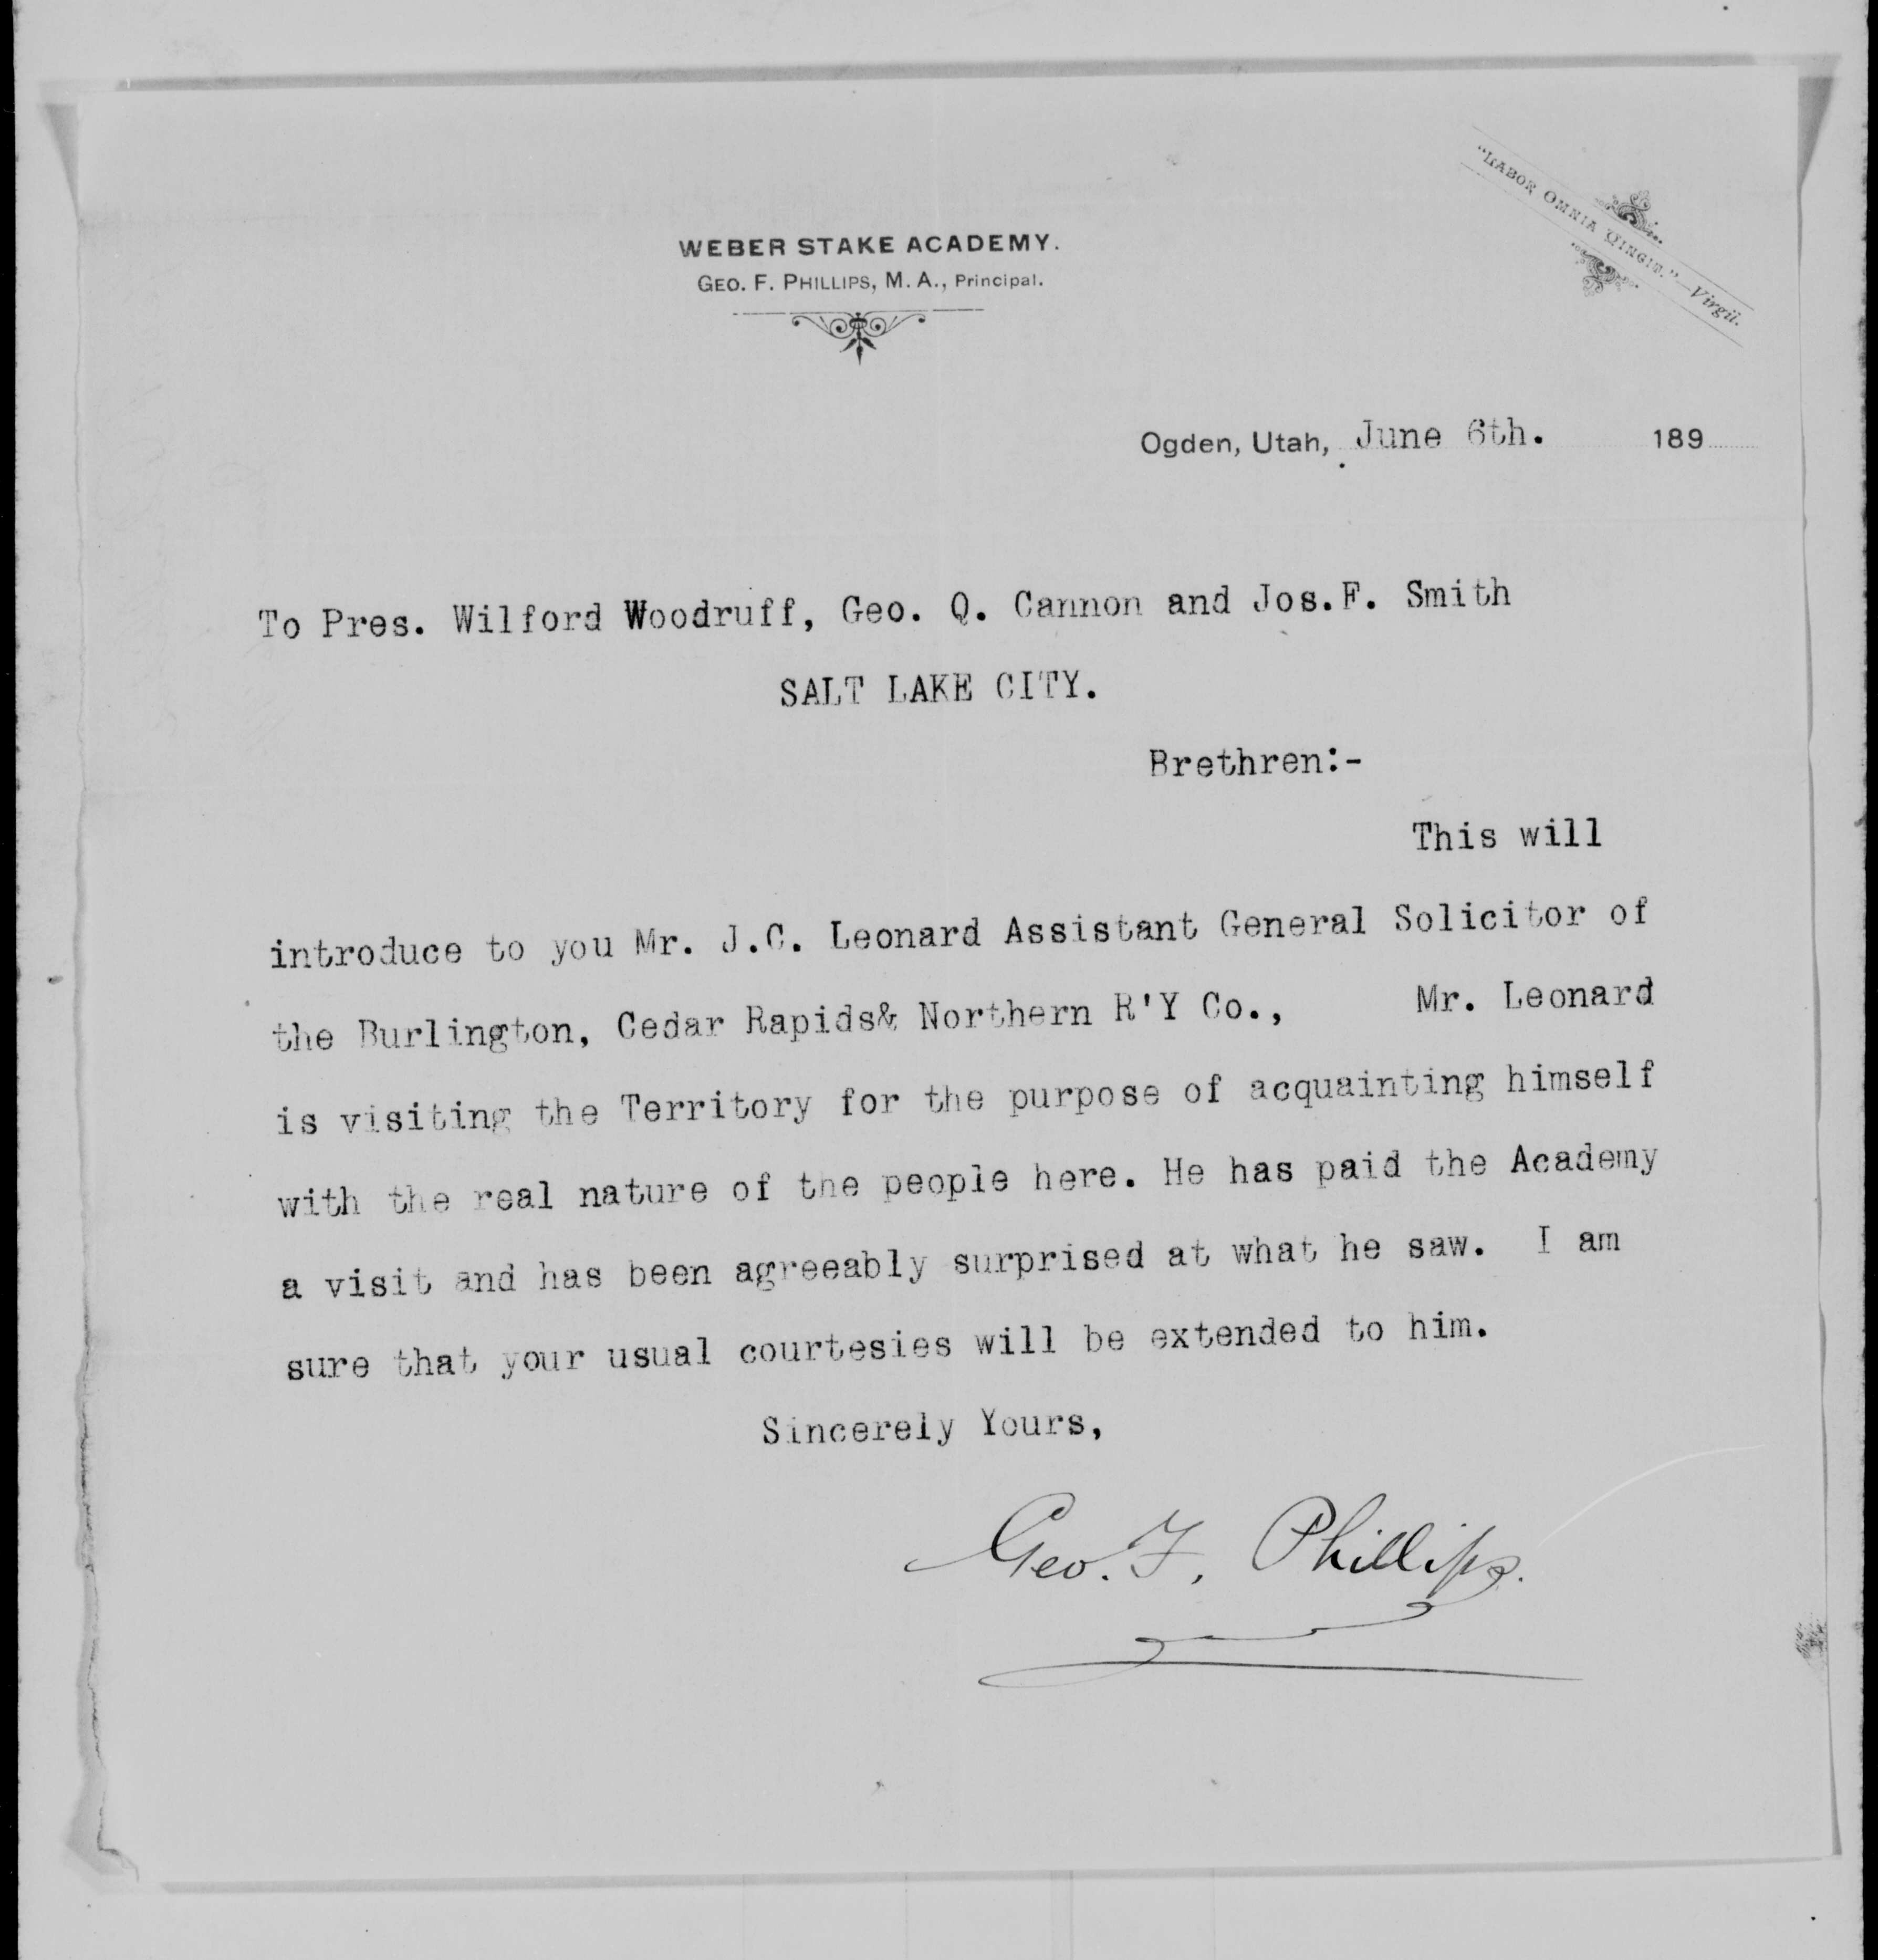 "LABOR OMNIA VINCIT."—Virgil.
WEBER STAKE ACADEMY.
GEO. F. PHILLIPS, M. A., Principal.
Ogden, Utah, June 6th. 189
To Pres. Wilford Woodruff, Geo. Q. Cannon and Jos.F. Smith
SALT LAKE CITY.
Brethren:-
This will
introduce to you Mr. J.C. Leonard Assistant General Solicitor of
the Burlington, Cedar Rapids& Northern R'Y Co., Mr. Leonard
is visiting the Territory for the purpose of acquainting himself
with the real nature of the people here. He has paid the Academy
a visit and has been agreeably surprised at what he saw. I am
sure that your usual courtesies will be extended to him.
Sincerely Yours,
Geo. F. Phillips.